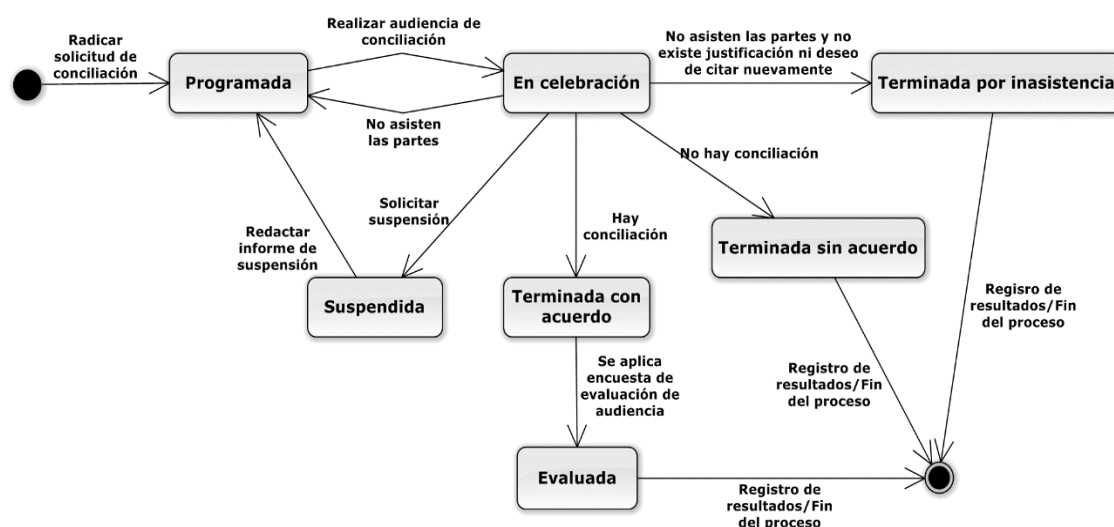 Radicar
solicitud de
conciliación
Realizar audiencia de
conciliación
No asisten las partes y no
existe justificación ni deseo
de citar nuevamente
Programada
En celebración
Terminada por inasistencia
No asisten
las partes
No hay conciliación
Solicitar
suspensión
Hay
conciliación
Redactar
informe de
suspensión
Terminada sin acuerdo
Suspendida
Terminada con
acuerdo
Regisro de
resultados/Fin
del proceso
Se aplica
encuesta de
evaluación de
audiencia
Registro de
resultados/Fin
del proceso
Evaluada
Registro de
resultados/Fin
del proceso